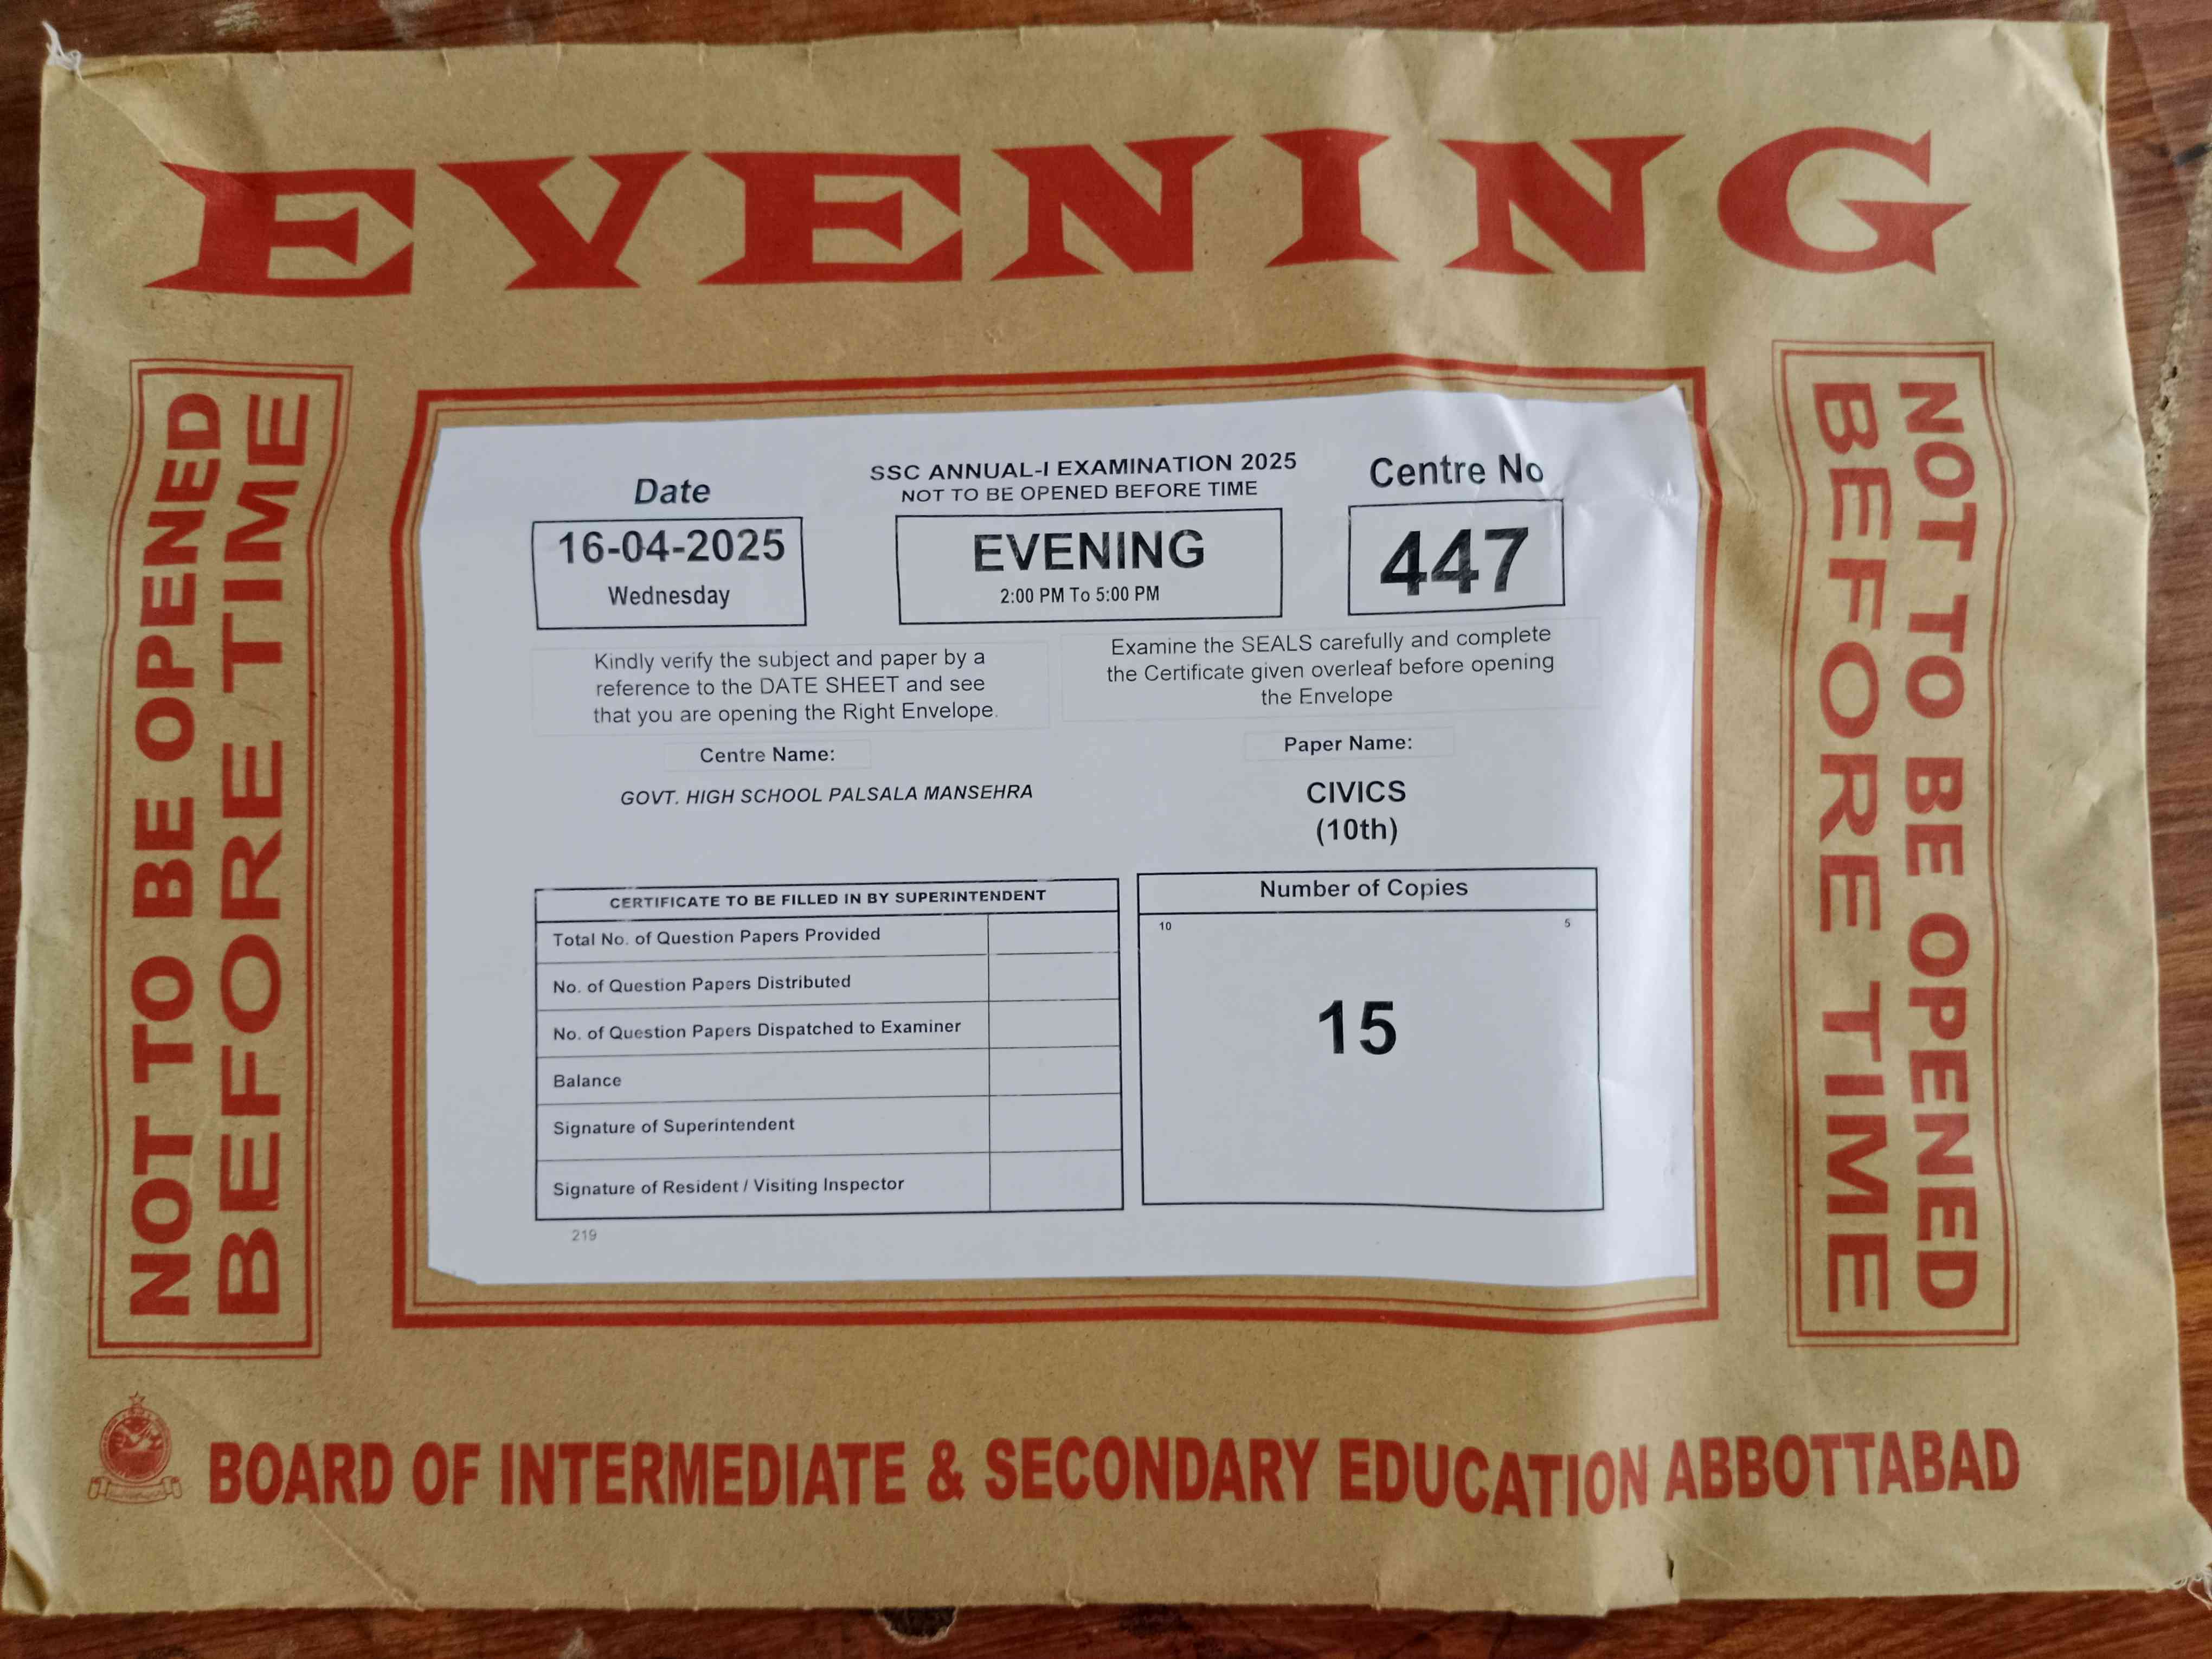 EVENING
NOT TO BE OPENED
BEFORE TIME
Date
16-04-2025
Wednesday
SSC ANNUAL-I EXAMINATION 2025
NOT TO BE OPENED BEFORE TIME
EVENING
2:00 PM To 5:00 PM
Centre No
447
Kindly verify the subject and paper by a
reference to the DATE SHEET and see
that you are opening the Right Envelope.
Examine the SEALS carefully and complete
the Certificate given overleaf before opening
the Envelope
Centre Name:
GOVT. HIGH SCHOOL PALSALA MANSEHRA
Paper Name:
CIVICS
(10th)
CERTIFICATE TO BE FILLED IN BY SUPERINTENDENT
Total No. of Question Papers Provided
No. of Question Papers Distributed
No. of Question Papers Dispatched to Examiner
Balance
Signature of Superintendent
Signature of Resident / Visiting Inspector
Number of Copies
10 5
15
219
NOT TO BE OPENED
BEFORE TIME
BOARD OF INTERMEDIATE & SECONDARY EDUCATION ABBOTTABAD